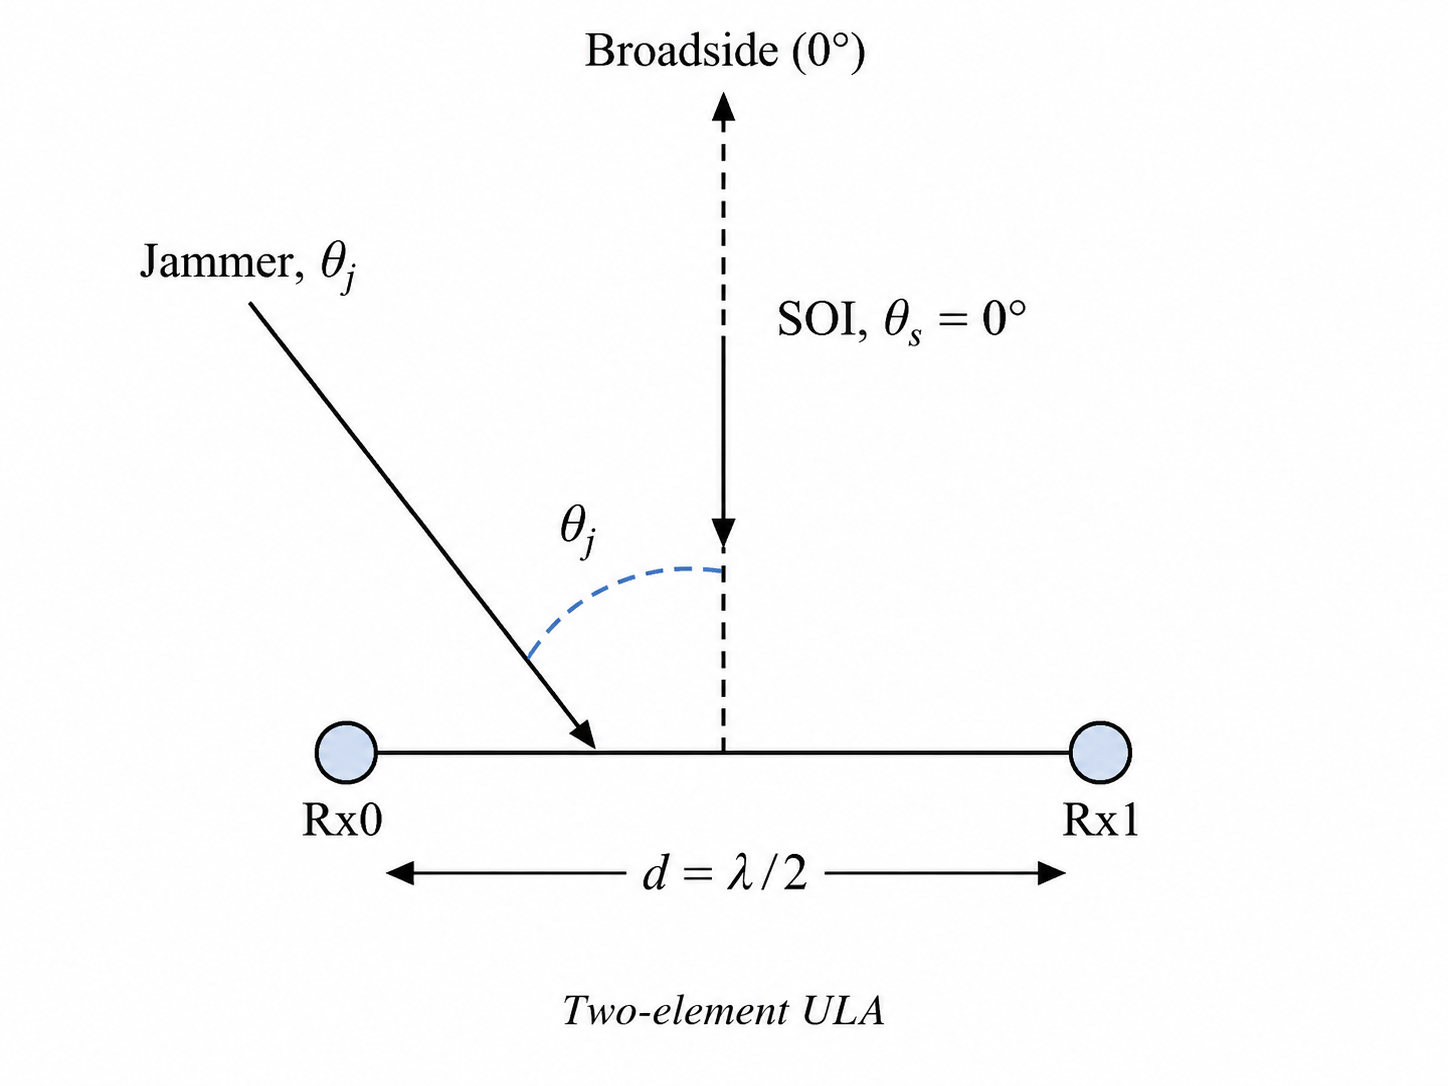 Broadside (0°)
Jammer, θj
SOI, θs = 0°
θj
Rx0
Rx1
d = λ/2
Two-element ULA